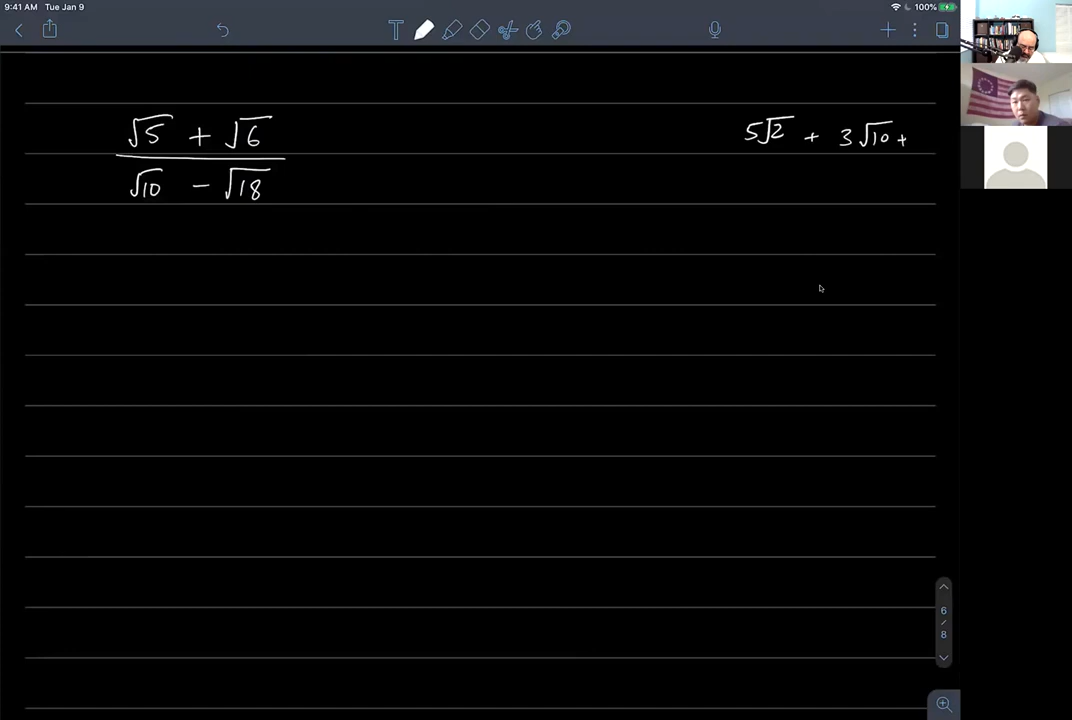 9:41 AM Tue Jan 9
100%
T
√5 + √6
√10 - √18
5√2 + 3√10 +
6
/
8